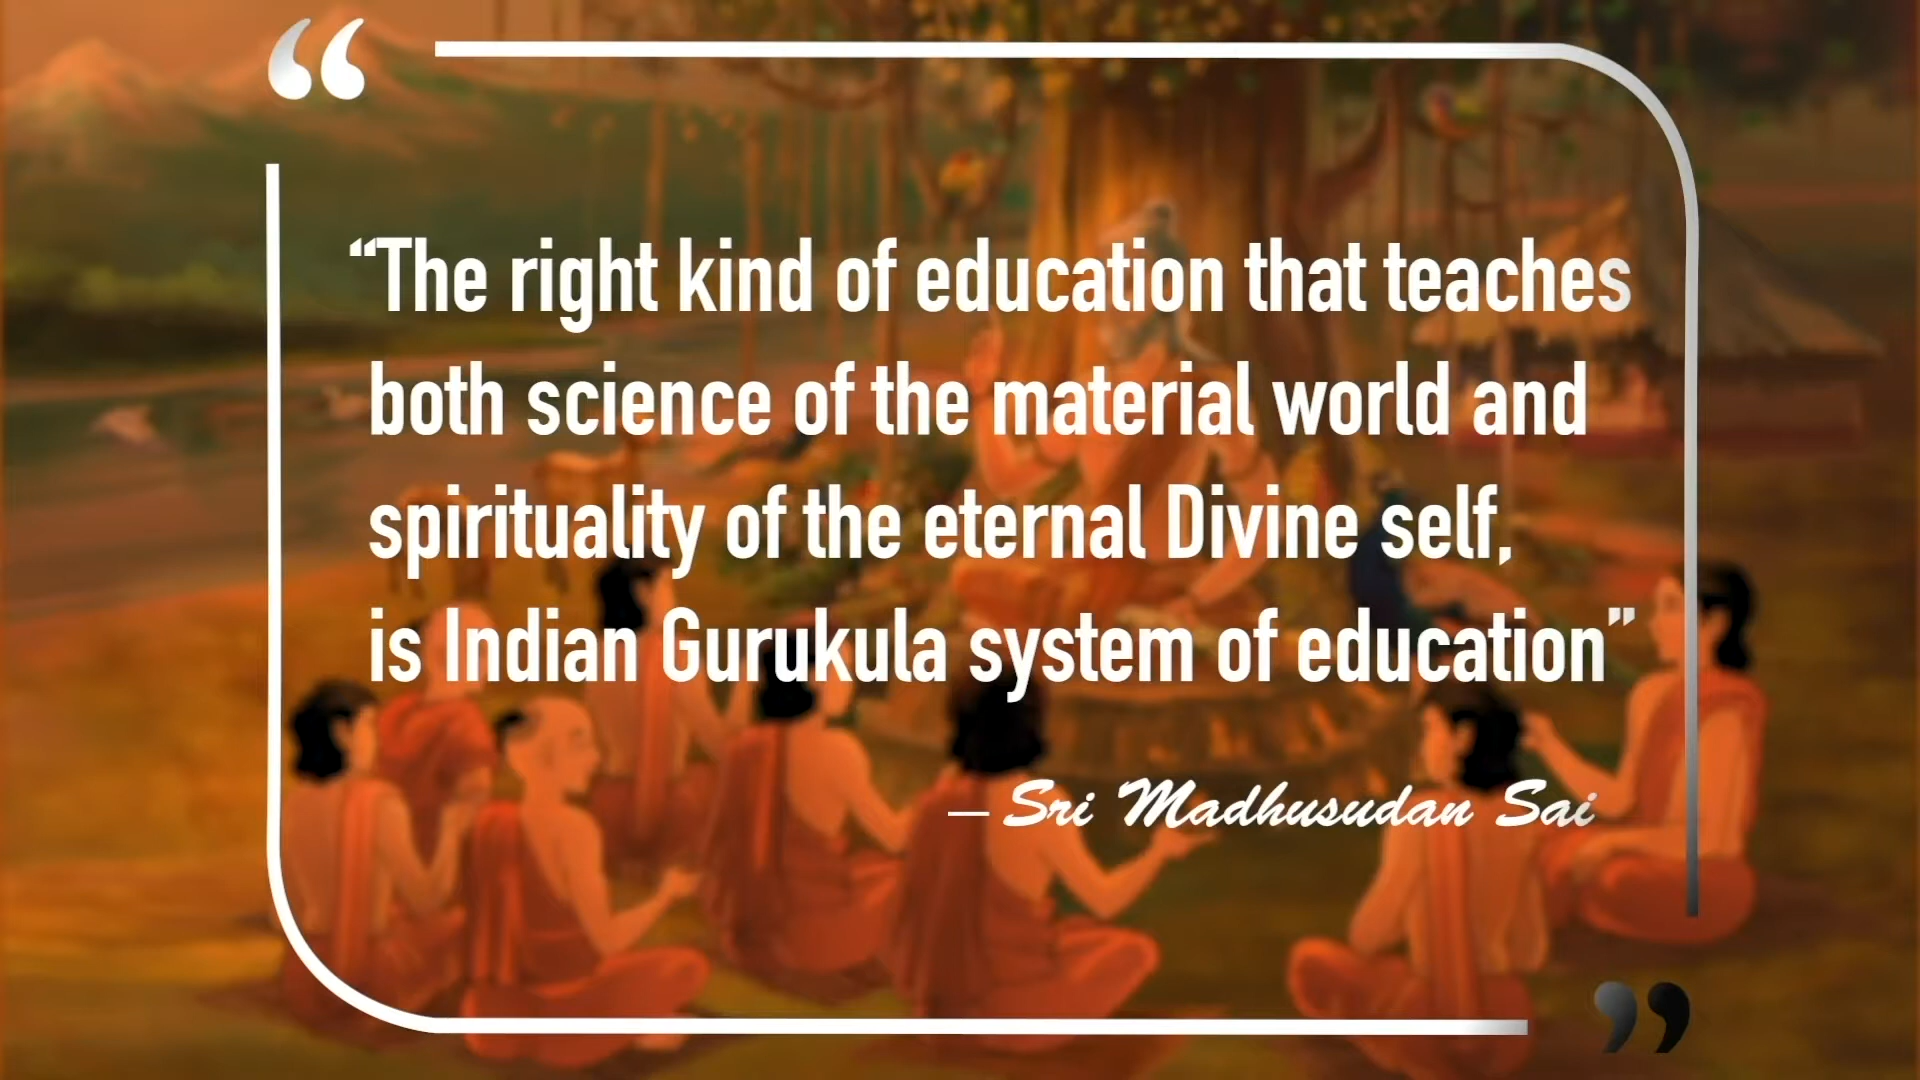 “The right kind of education that teaches
both science of the material world and
spirituality of the eternal Divine self,
is Indian Gurukula system of education”
— Sri Madhusudan Sai